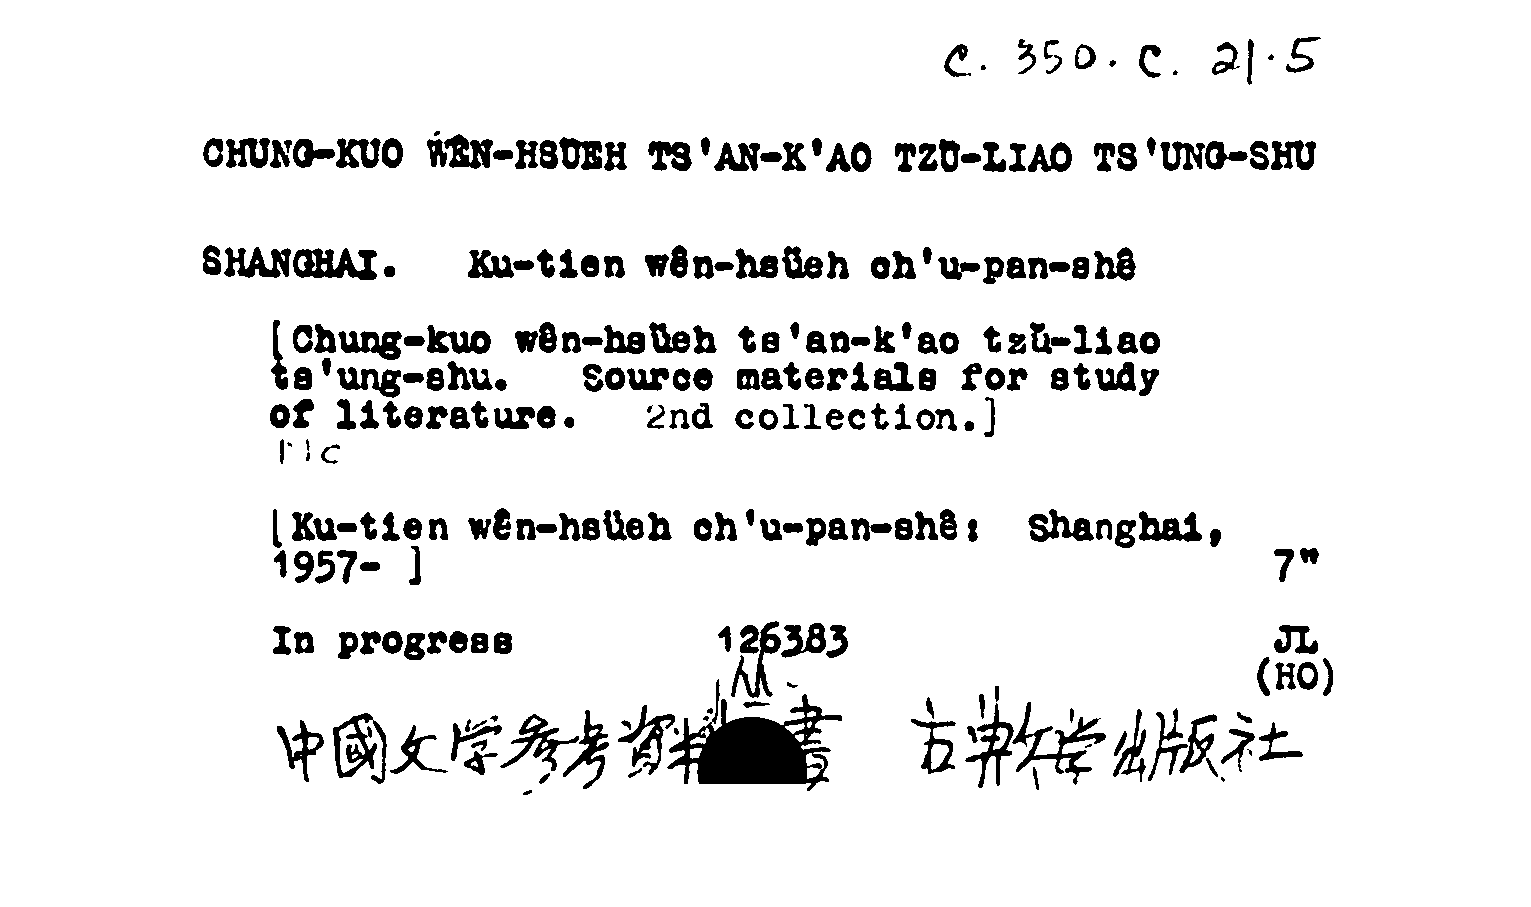 C. 350. C. 21.5
CHUNG-KUO WÊN-HSÜEH TS'AN-K'AO TZŬ-LIAO TS'UNG-SHU
SHANGHAI. Ku-tien wên-hsüeh ch'u-pan-shê
[Chung-kuo wên-hsüeh ts'an-k'ao tzŭ-liao
ts'ung-shu. Source materials for study
of literature. 2nd collection.]
[Ku-tien wên-hsüeh ch'u-pan-shê: Shanghai,
1957- ] 7"
In progress 126383 JL
(HO)
中國文学参考資料丛書 古典文学出版社